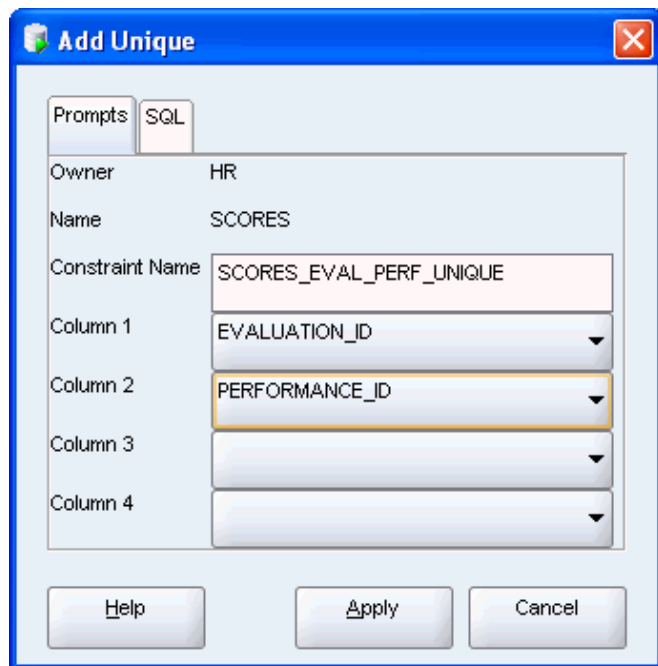 Add Unique
Prompts SQL
Owner HR
Name SCORES
Constraint Name SCORES_EVAL_PERF_UNIQUE
Column 1 EVALUATION_ID
Column 2 PERFORMANCE_ID
Column 3
Column 4
Help Apply Cancel